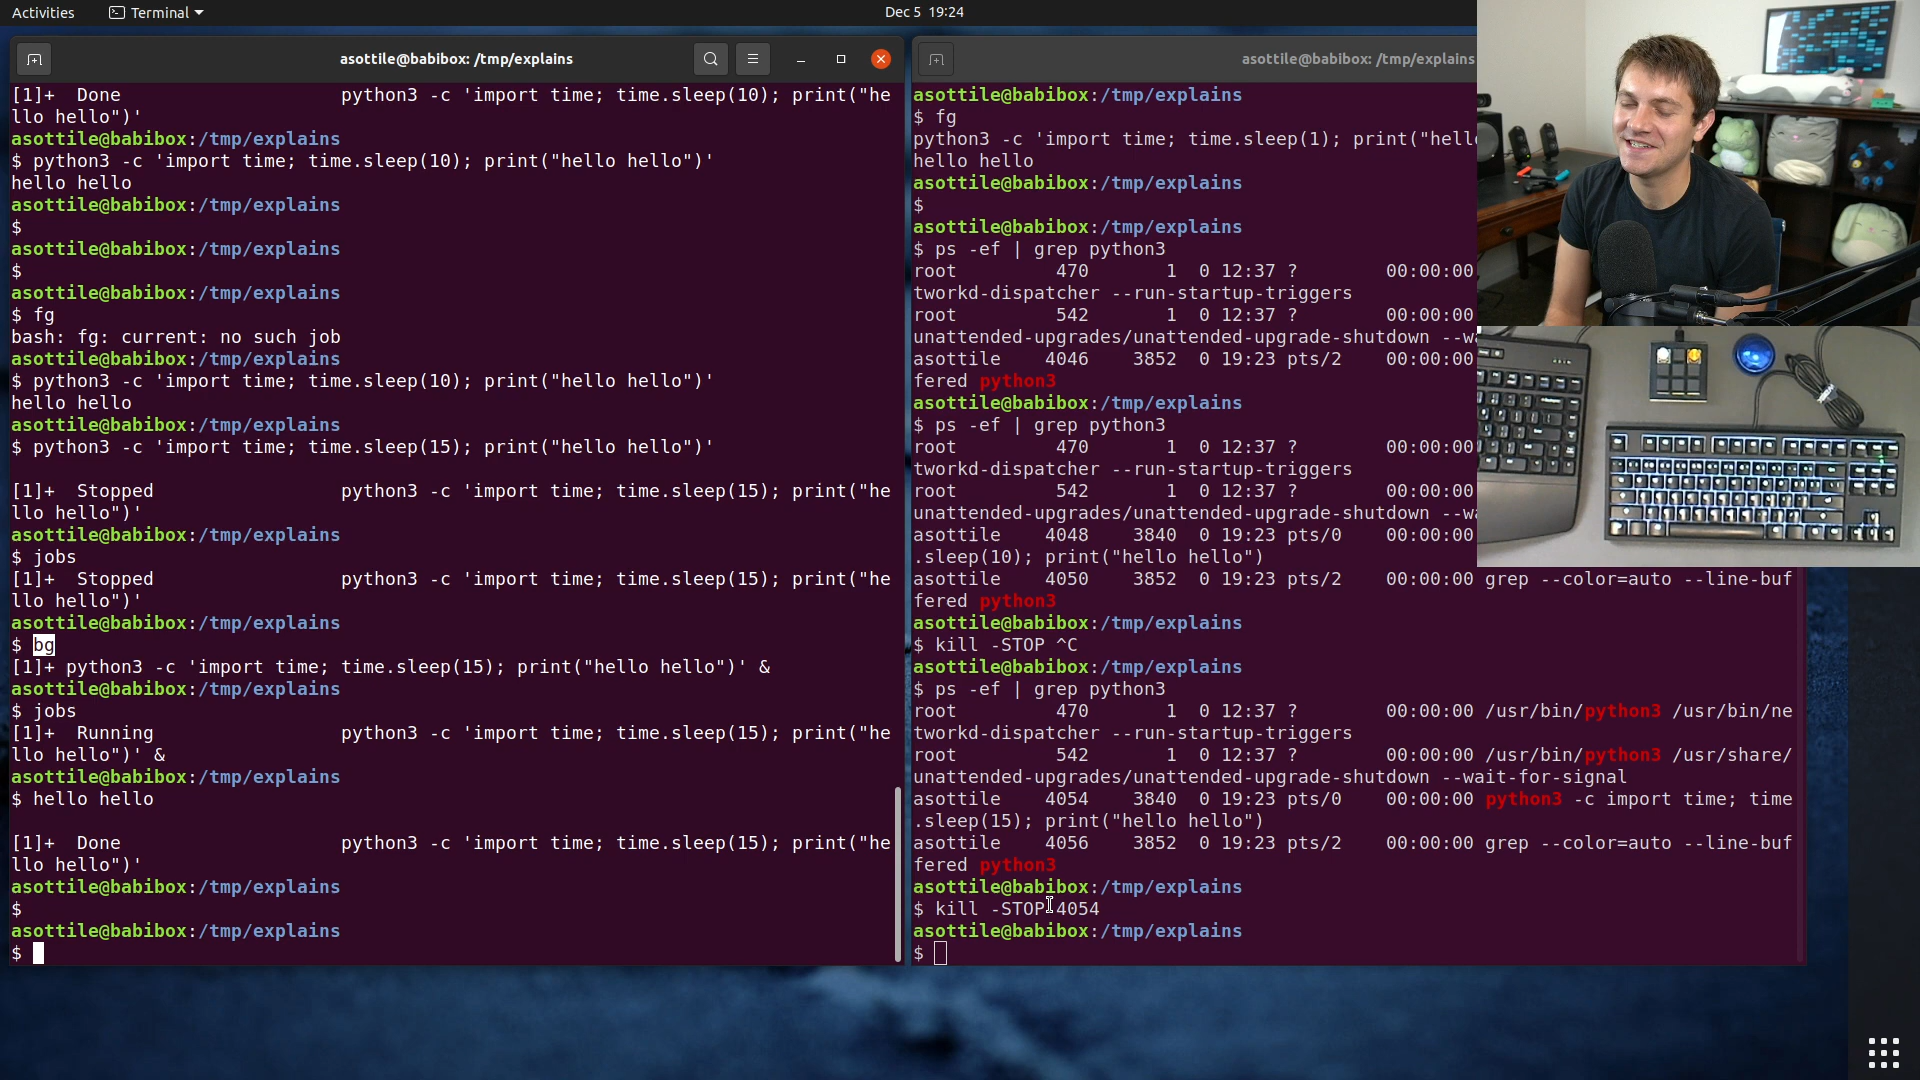 Activities
Terminal
Dec 5 19:24
asottile@babibox: /tmp/explains
[1]+  Done                    python3 -c 'import time; time.sleep(10); print("he
llo hello")'
asottile@babibox:/tmp/explains
$ python3 -c 'import time; time.sleep(10); print("hello hello")'
hello hello
asottile@babibox:/tmp/explains
$
asottile@babibox:/tmp/explains
$
asottile@babibox:/tmp/explains
$ fg
bash: fg: current: no such job
asottile@babibox:/tmp/explains
$ python3 -c 'import time; time.sleep(10); print("hello hello")'
hello hello
asottile@babibox:/tmp/explains
$ python3 -c 'import time; time.sleep(15); print("hello hello")'
[1]+  Stopped                 python3 -c 'import time; time.sleep(15); print("he
llo hello")'
asottile@babibox:/tmp/explains
$ jobs
[1]+  Stopped                 python3 -c 'import time; time.sleep(15); print("he
llo hello")'
asottile@babibox:/tmp/explains
$ bg
[1]+ python3 -c 'import time; time.sleep(15); print("hello hello")' &
asottile@babibox:/tmp/explains
$ jobs
[1]+  Running                 python3 -c 'import time; time.sleep(15); print("he
llo hello")' &
asottile@babibox:/tmp/explains
$ hello hello
[1]+  Done                    python3 -c 'import time; time.sleep(15); print("he
llo hello")'
asottile@babibox:/tmp/explains
$
asottile@babibox:/tmp/explains
$
asottile@babibox: /tmp/explains
asottile@babibox:/tmp/explains
$ fg
python3 -c 'import time; time.sleep(1); print("hell
hello hello
asottile@babibox:/tmp/explains
$
asottile@babibox:/tmp/explains
$ ps -ef | grep python3
root         470       1  0 12:37 ?        00:00:00
tworkd-dispatcher --run-startup-triggers
root         542       1  0 12:37 ?        00:00:00
unattended-upgrades/unattended-upgrade-shutdown --w
asottile    4046    3852  0 19:23 pts/2    00:00:00
fered python3
asottile@babibox:/tmp/explains
$ ps -ef | grep python3
root         470       1  0 12:37 ?        00:00:00
tworkd-dispatcher --run-startup-triggers
root         542       1  0 12:37 ?        00:00:00
unattended-upgrades/unattended-upgrade-shutdown --w
asottile    4048    3840  0 19:23 pts/0    00:00:00
.sleep(10); print("hello hello")
asottile    4050    3852  0 19:23 pts/2    00:00:00 grep --color=auto --line-buf
fered python3
asottile@babibox:/tmp/explains
$ kill -STOP ^C
asottile@babibox:/tmp/explains
$ ps -ef | grep python3
root         470       1  0 12:37 ?        00:00:00 /usr/bin/python3 /usr/bin/ne
tworkd-dispatcher --run-startup-triggers
root         542       1  0 12:37 ?        00:00:00 /usr/bin/python3 /usr/share/
unattended-upgrades/unattended-upgrade-shutdown --wait-for-signal
asottile    4054    3840  0 19:23 pts/0    00:00:00 python3 -c import time; time
.sleep(15); print("hello hello")
asottile    4056    3852  0 19:23 pts/2    00:00:00 grep --color=auto --line-buf
fered python3
asottile@babibox:/tmp/explains
$ kill -STOP 4054
asottile@babibox:/tmp/explains
$